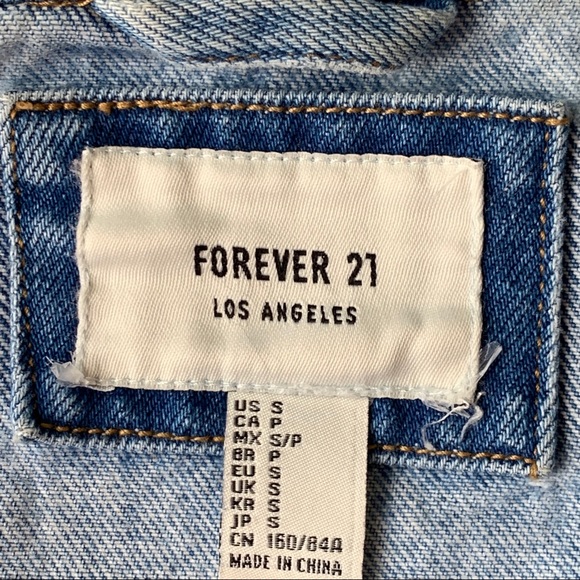 FOREVER 21
LOS ANGELES
US S
CA P
MX S/P
BR P
EU S
UK S
KR S
JP S
CN 160/84A
MADE IN CHINA